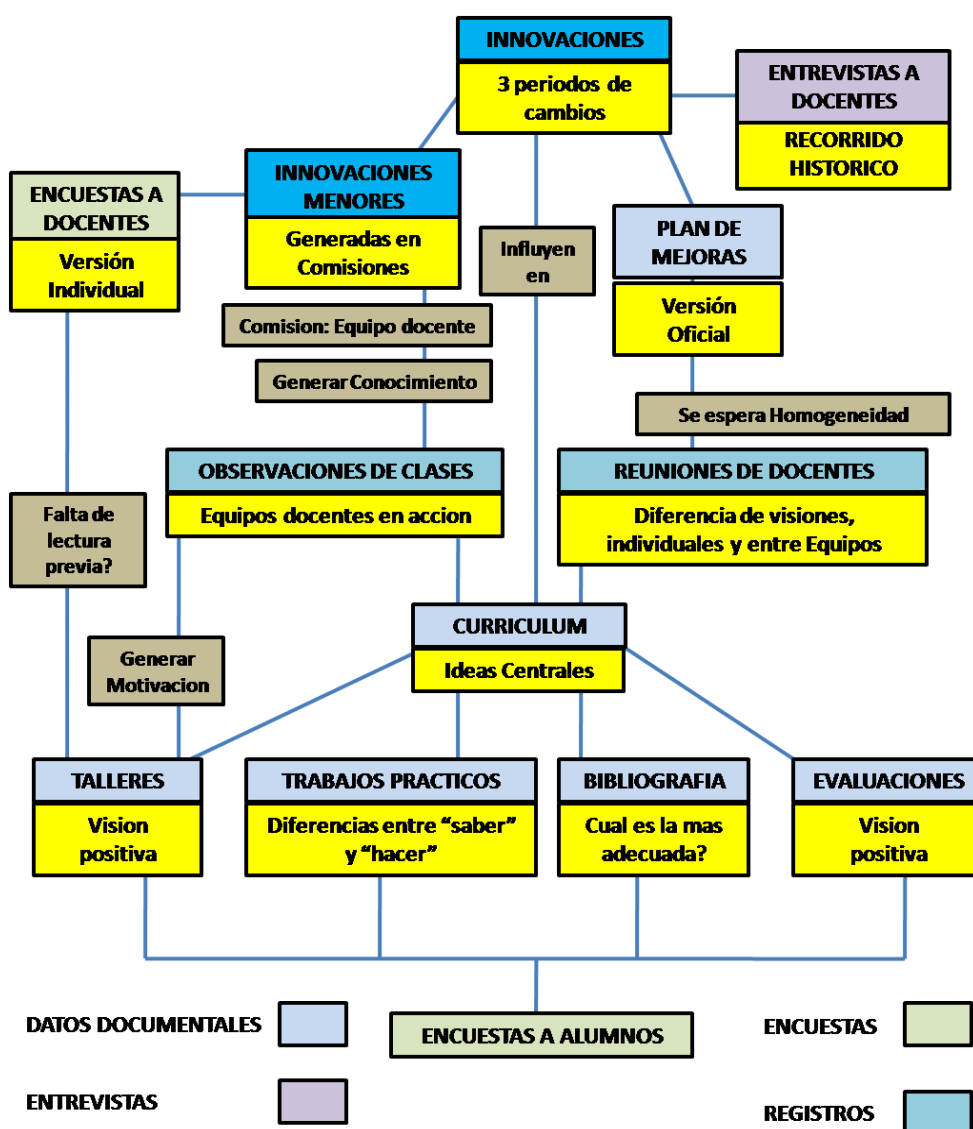 INNOVACIONES
3 periodos de
cambios
ENTREVISTAS A
DOCENTES
RECORRIDO
HISTORICO
ENCUESTAS A
DOCENTES
Versión
Individual
INNOVACIONES
MENORES
Generadas en
Comisiones
Influyen
en
PLAN DE
MEJORAS
Versión
Oficial
Comision: Equipo docente
Generar Conocimiento
Se espera Homogeneidad
OBSERVACIONES DE CLASES
Equipos docentes en accion
REUNIONES DE DOCENTES
Diferencia de visiones,
individuales y entre Equipos
Falta de
lectura
previa?
CURRICULUM
Ideas Centrales
Generar
Motivacion
TALLERES
Vision
positiva
TRABAJOS PRACTICOS
Diferencias entre “saber”
y “hacer”
BIBLIOGRAFIA
Cual es la mas
adecuada?
EVALUACIONES
Vision
positiva
ENCUESTAS A ALUMNOS
DATOS DOCUMENTALES
ENCUESTAS
ENTREVISTAS
REGISTROS